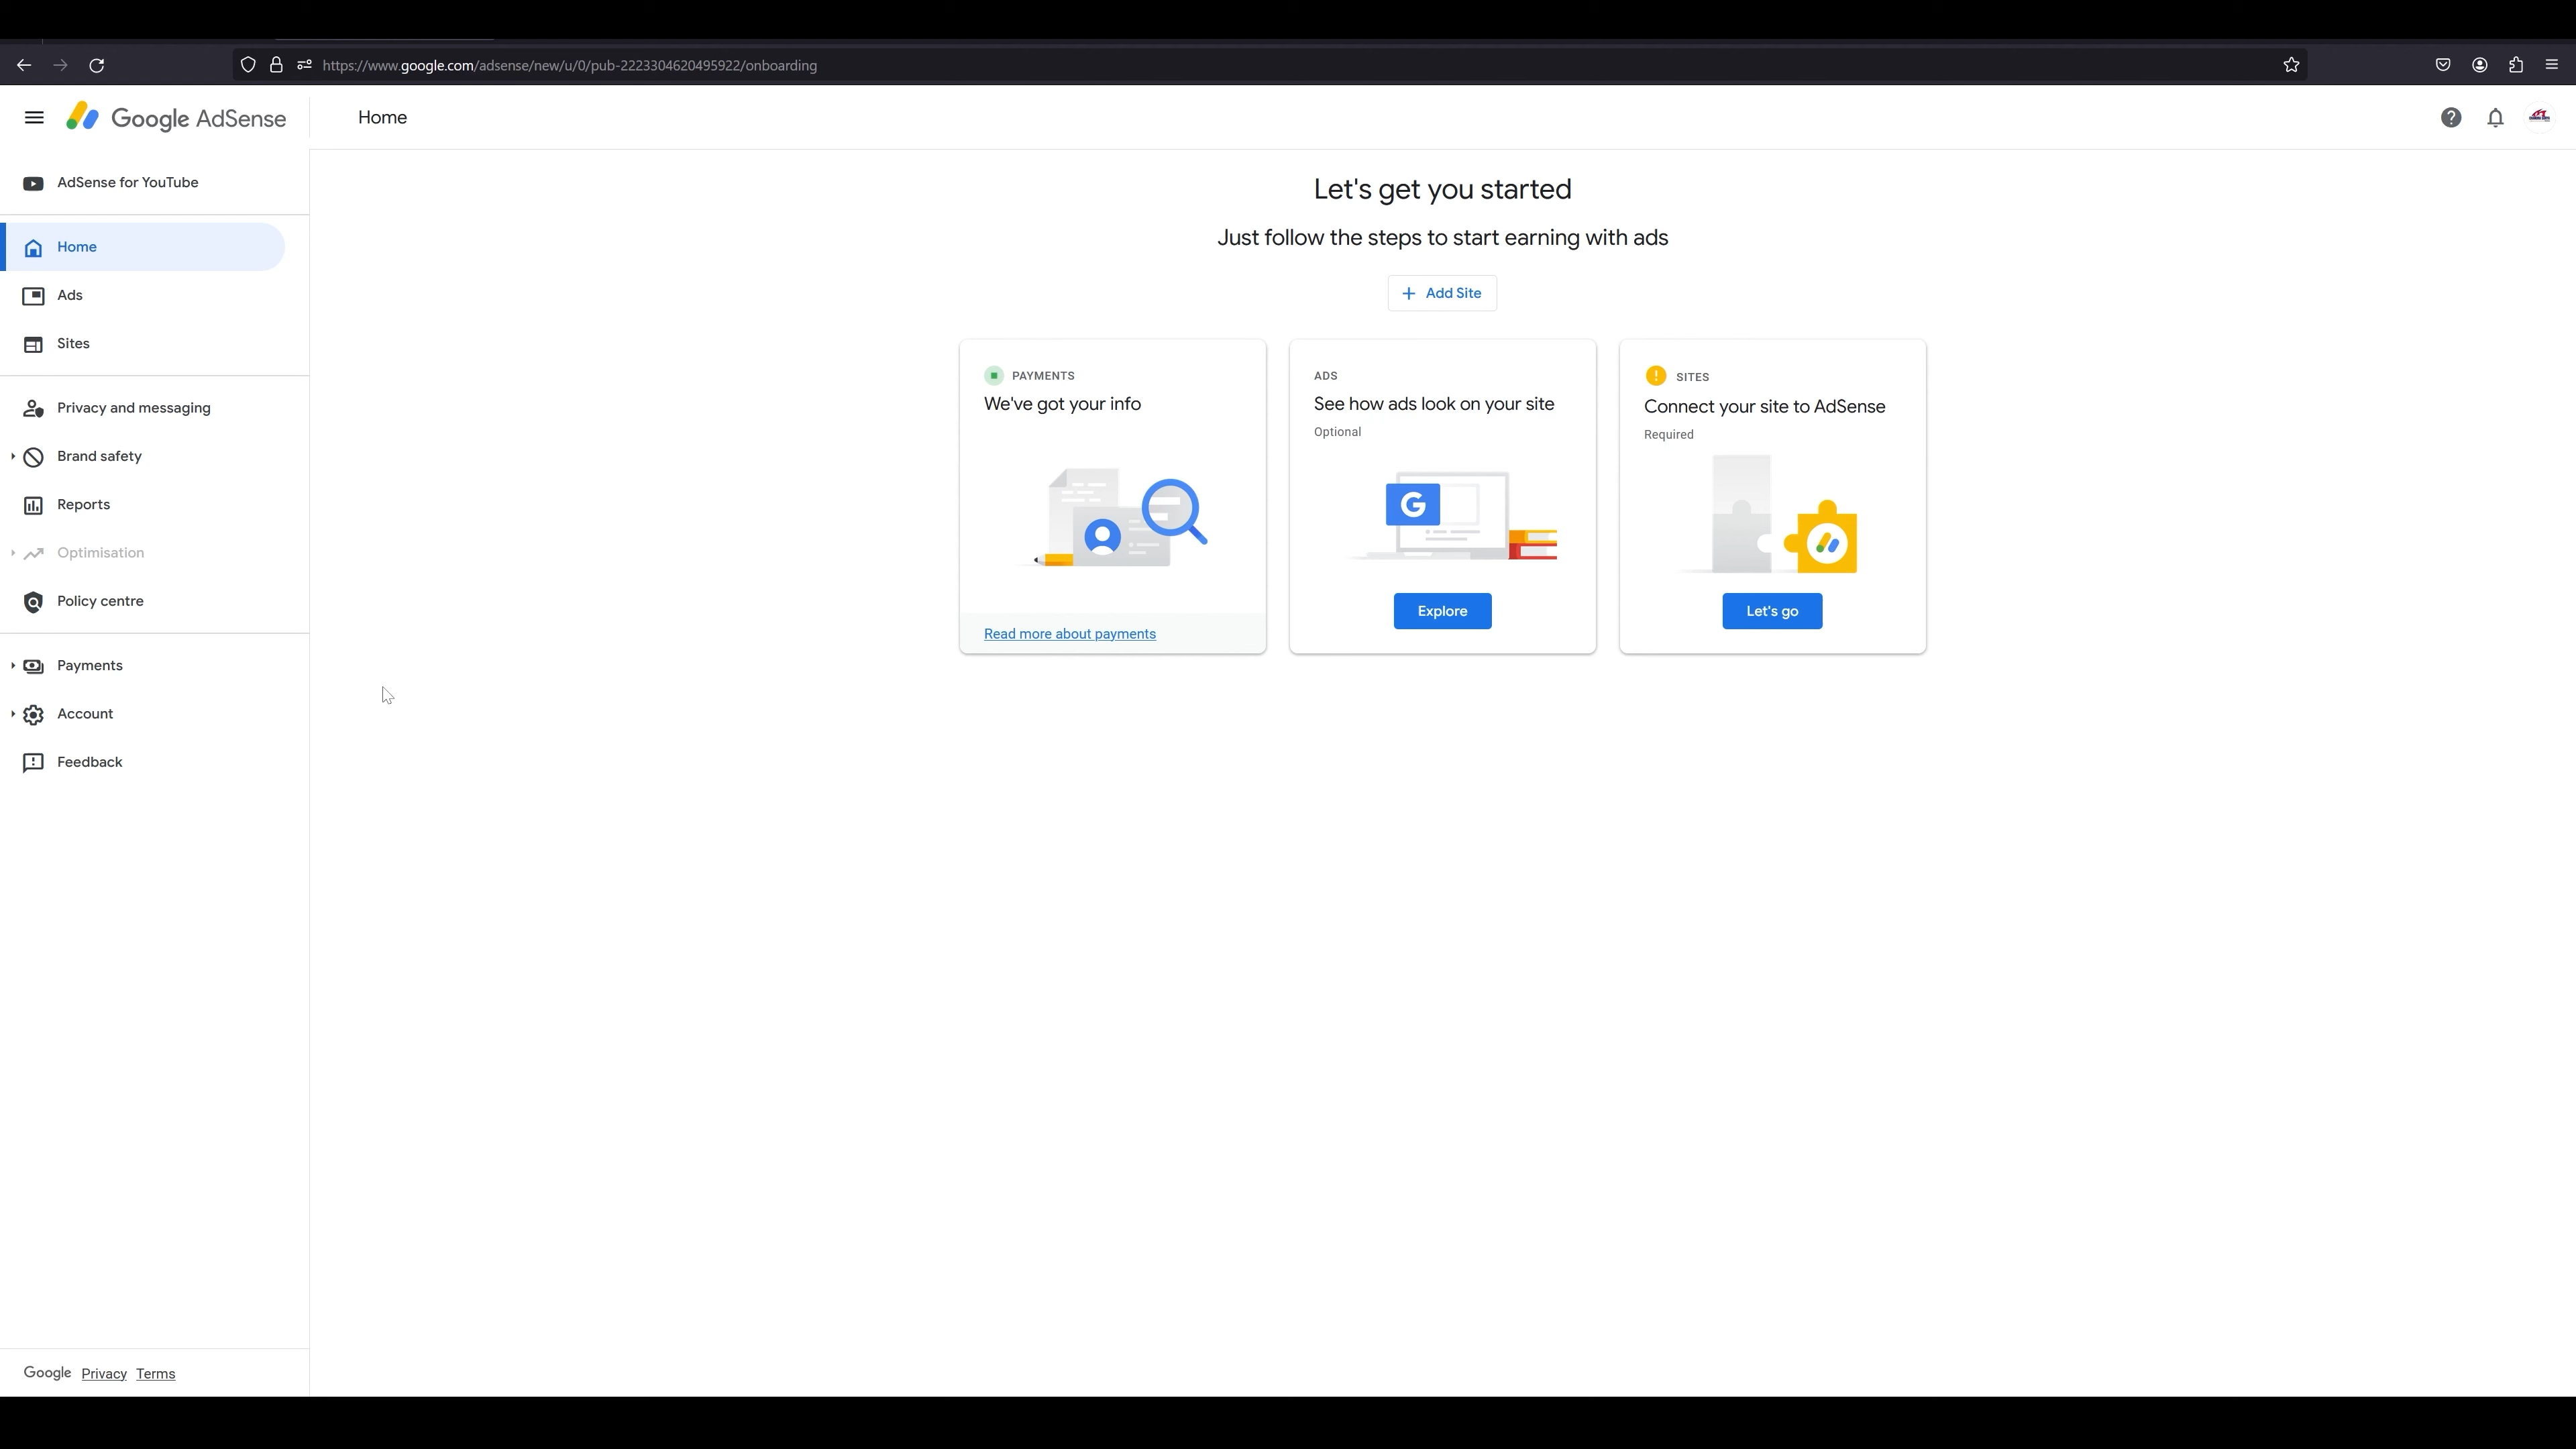 https://www.google.com/adsense/new/u/0/pub-2223304620495922/onboarding
Google AdSense
Home
AdSense for YouTube
Home
Ads
Sites
Privacy and messaging
Brand safety
Reports
Optimisation
Policy centre
Payments
Account
Feedback
Google Privacy Terms
Let's get you started
Just follow the steps to start earning with ads
+ Add Site
PAYMENTS
We've got your info
Read more about payments
ADS
See how ads look on your site
Optional
G
Explore
! SITES
Connect your site to AdSense
Required
Let's go